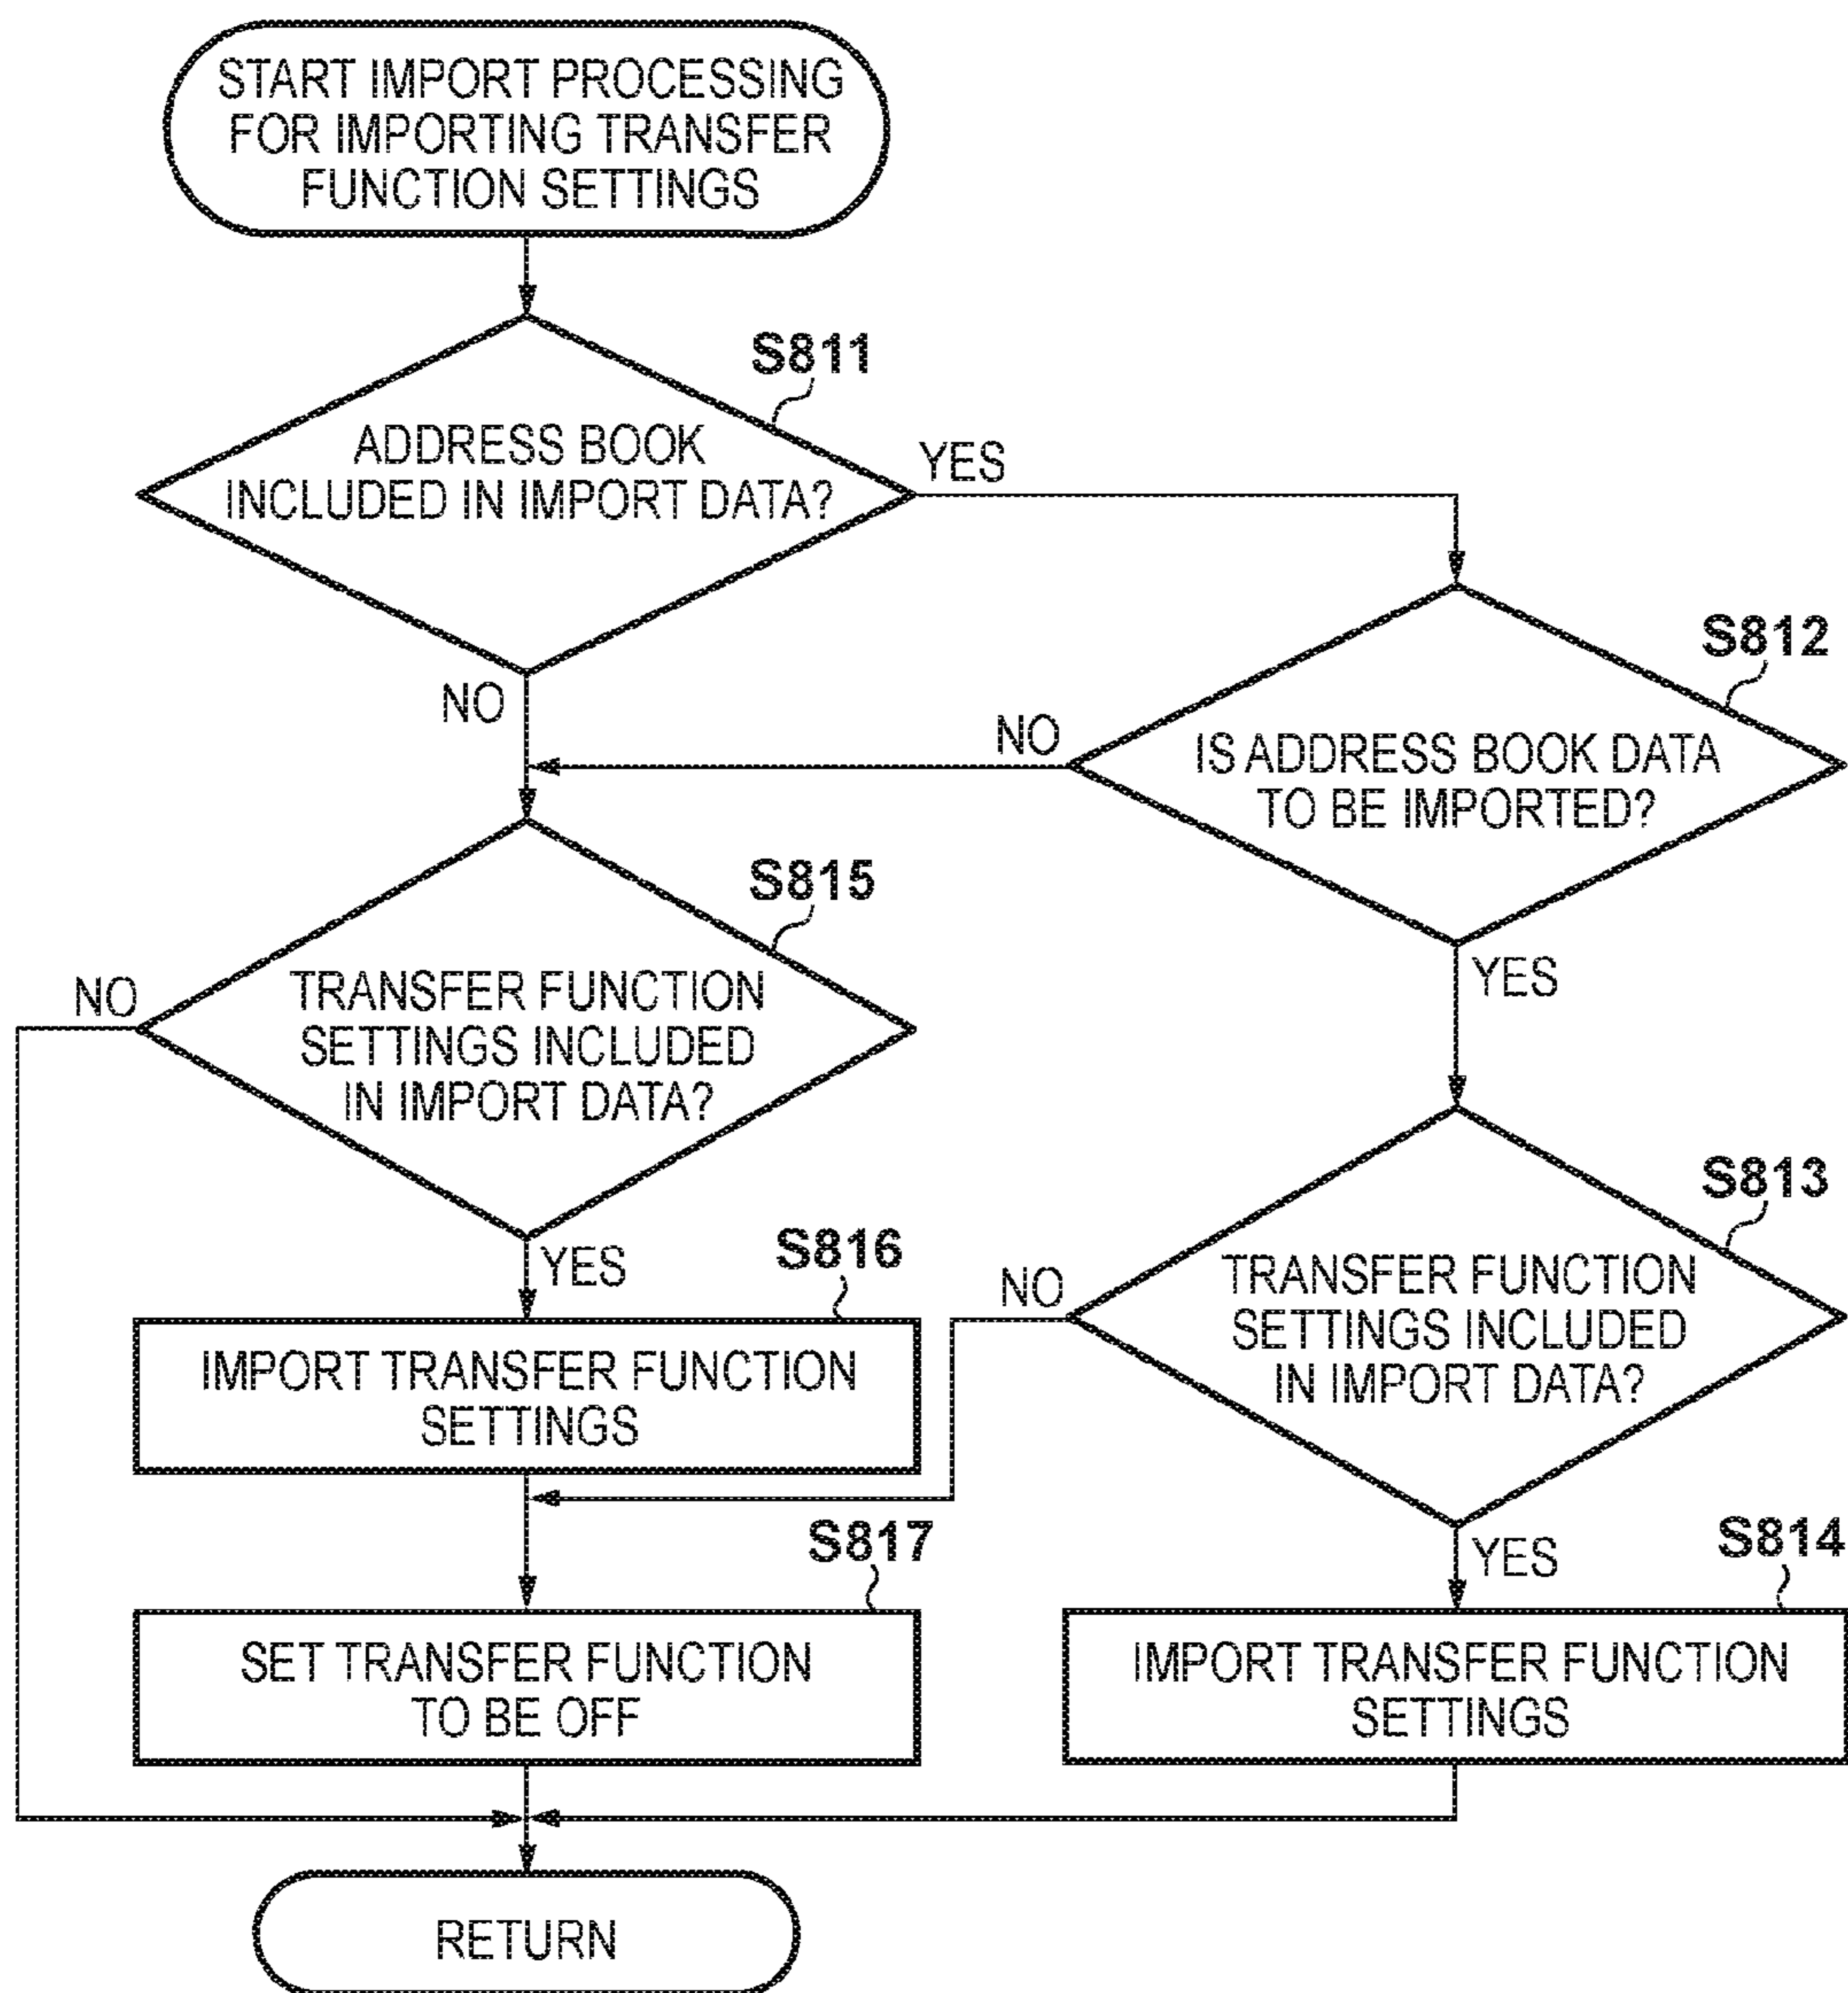 START IMPORT PROCESSING
FOR IMPORTING TRANSFER
FUNCTION SETTINGS
S811
ADDRESS BOOK
INCLUDED IN IMPORT DATA?
YES
NO
S812
IS ADDRESS BOOK DATA
TO BE IMPORTED?
NO
YES
S815
TRANSFER FUNCTION
SETTINGS INCLUDED
IN IMPORT DATA?
NO
YES
S813
TRANSFER FUNCTION
SETTINGS INCLUDED
IN IMPORT DATA?
NO
YES
S816
IMPORT TRANSFER FUNCTION
SETTINGS
S817
SET TRANSFER FUNCTION
TO BE OFF
S814
IMPORT TRANSFER FUNCTION
SETTINGS
RETURN